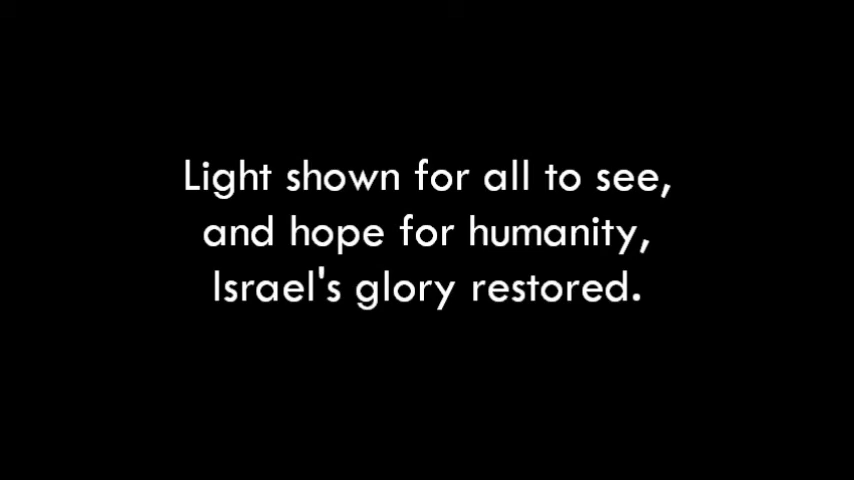 Light shown for all to see,
and hope for humanity,
Israel's glory restored.